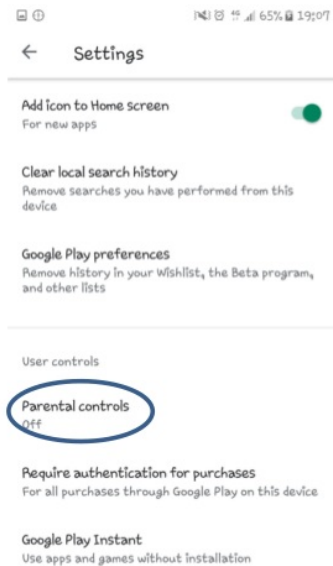 65% 19:07
Settings
Add icon to Home screen
For new apps
Clear local search history
Remove searches you have performed from this
device
Google Play preferences
Remove history in your Wishlist, the Beta program,
and other lists
User controls
Parental controls
Off
Require authentication for purchases
For all purchases through Google Play on this device
Google Play Instant
Use apps and games without installation